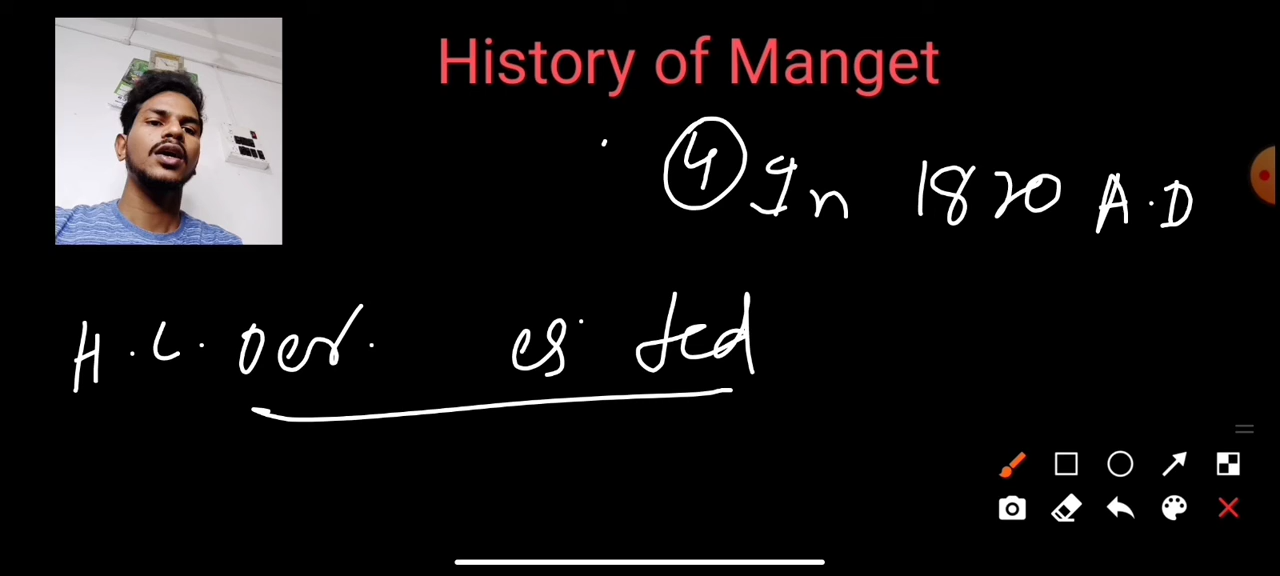 History of Manget
④ In 1820 A.D
H.C. Oer. es ted